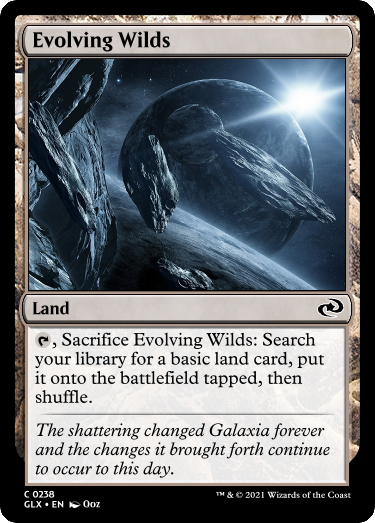 Evolving Wilds
Land
, Sacrifice Evolving Wilds: Search
your library for a basic land card, put
it onto the battlefield tapped, then
shuffle.
The shattering changed Galaxia forever
and the changes it brought forth continue
to occur to this day.
C 0238
GLX • EN Ooz
™ & © 2021 Wizards of the Coast